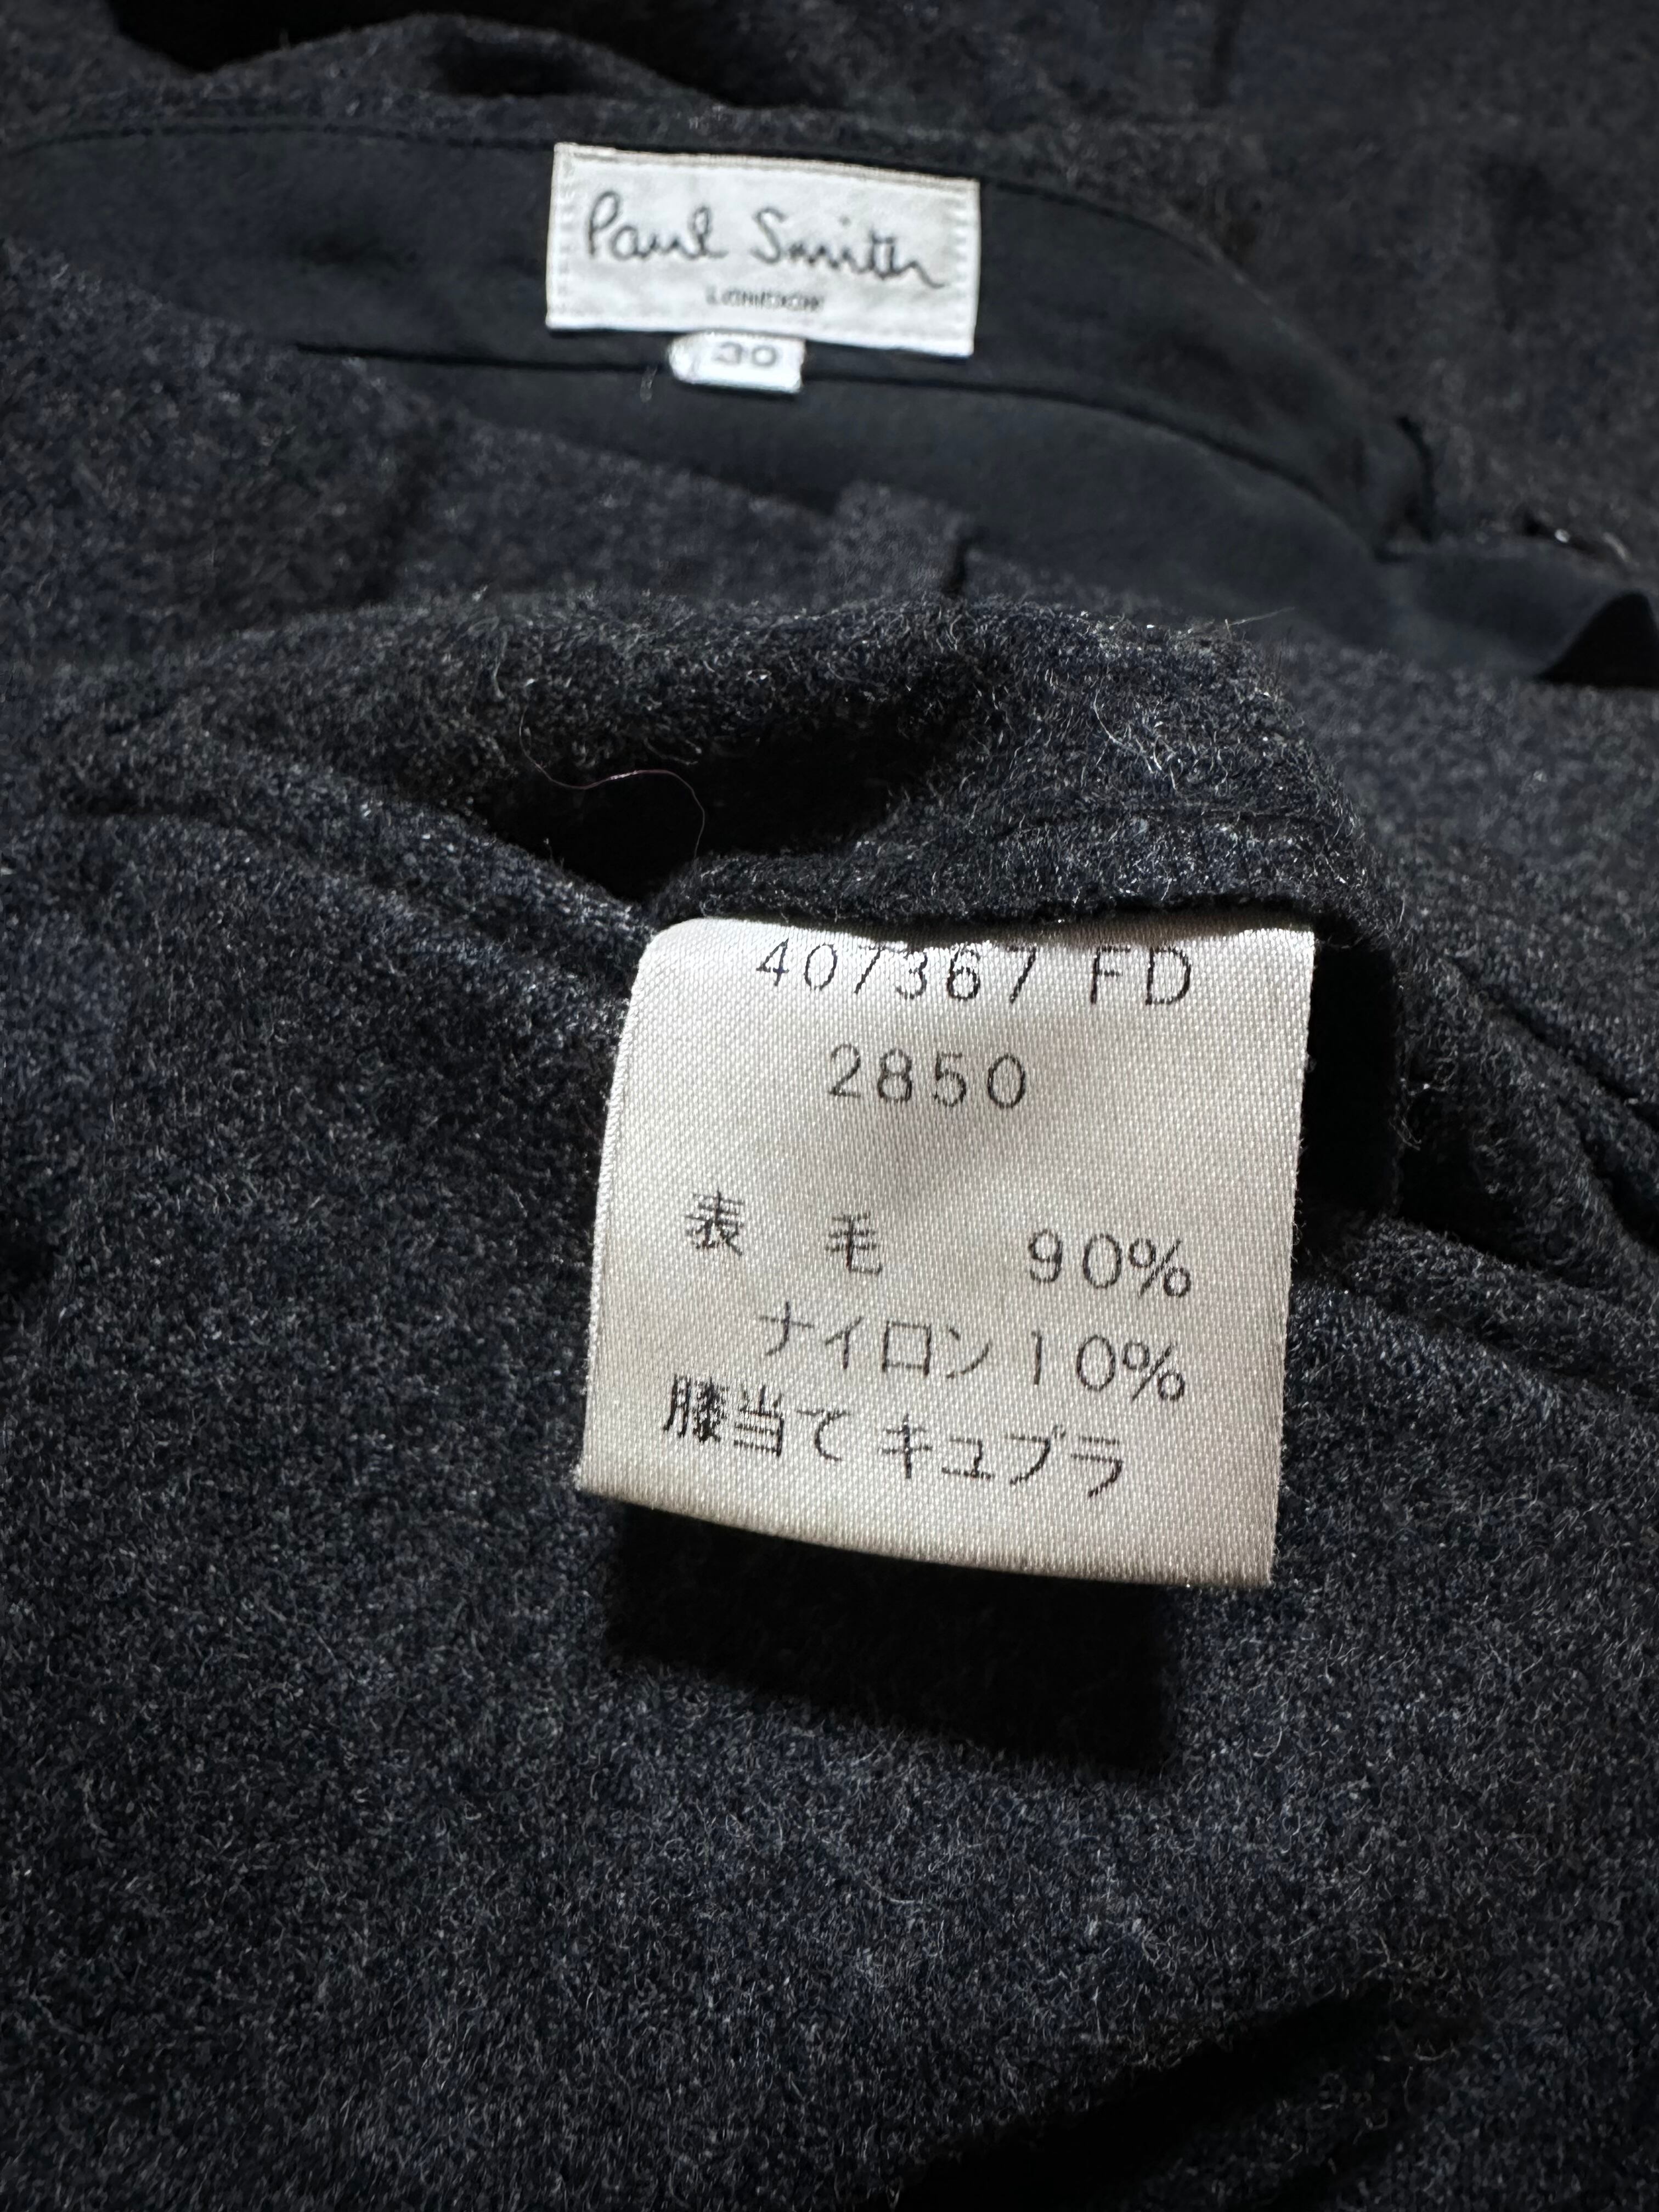 Paul Smith
LONDON
30
407367 FD
2850
表 毛 90%
ナイロン 10%
膝当て キュプラ